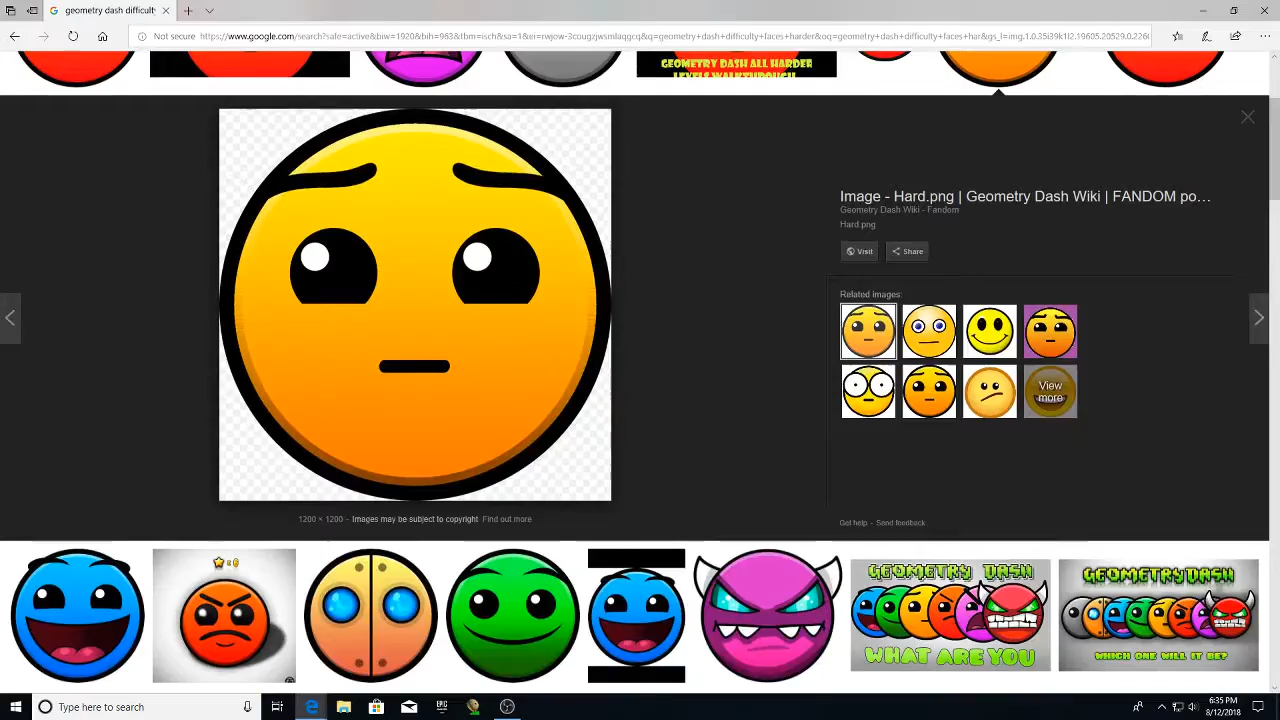 geometry dash difficult
Not secure
https://www.google.com/search?safe=active&biw=1920&bih=963&tbm=isch&sa=1&ei=rwjow-3cougzjwsmlaqgcq&q=geometry+dash+difficulty+faces+harder&oq=geometry+dash+difficulty+faces+har&gs_l=img.1.0.35i39k1l2.19605.20529.0.226
GEOMETRY DASH ALL HARDER
LEVELS WALKTHROUGH
Image - Hard.png | Geometry Dash Wiki | FANDOM po...
Geometry Dash Wiki - Fandom
Hard.png
Visit
Share
Related images:
View
more
1200 × 1200 - Images may be subject to copyright Find out more
Get help - Send feedback
GEOMETRY DASH
WHAT ARE YOU
GEOMETRY DASH
WHICH ONE WILL IT BE?
Type here to search
EPIC
6:35 PM
8/12/2018